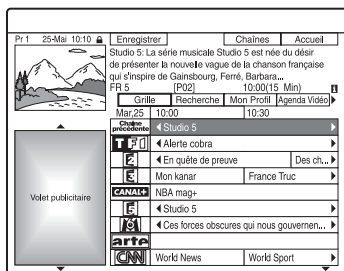 Pr 1 25-Mai 10:10
Enregistrer Chaînes Accueil
Studio 5: La série musicale Studio 5 est née du désir
de présenter la nouvelle vague de la chanson française
qui s'inspire de Gainsbourg, Ferré, Barbara...
FR 5 [P02] 10:00(15 Min)
Grille Recherche Mon Profil Agenda Vidéo
Mar,25 10:00 10:30
Chaîne précédente Studio 5
TF1 Alerte cobra
En quête de preuve Des ch...
Mon kanar France Truc
CANAL+ NBA mag+
Studio 5
M6 Ces forces obscures qui nous gouvernen...
arte
CNN World News World Sport
Volet publicitaire